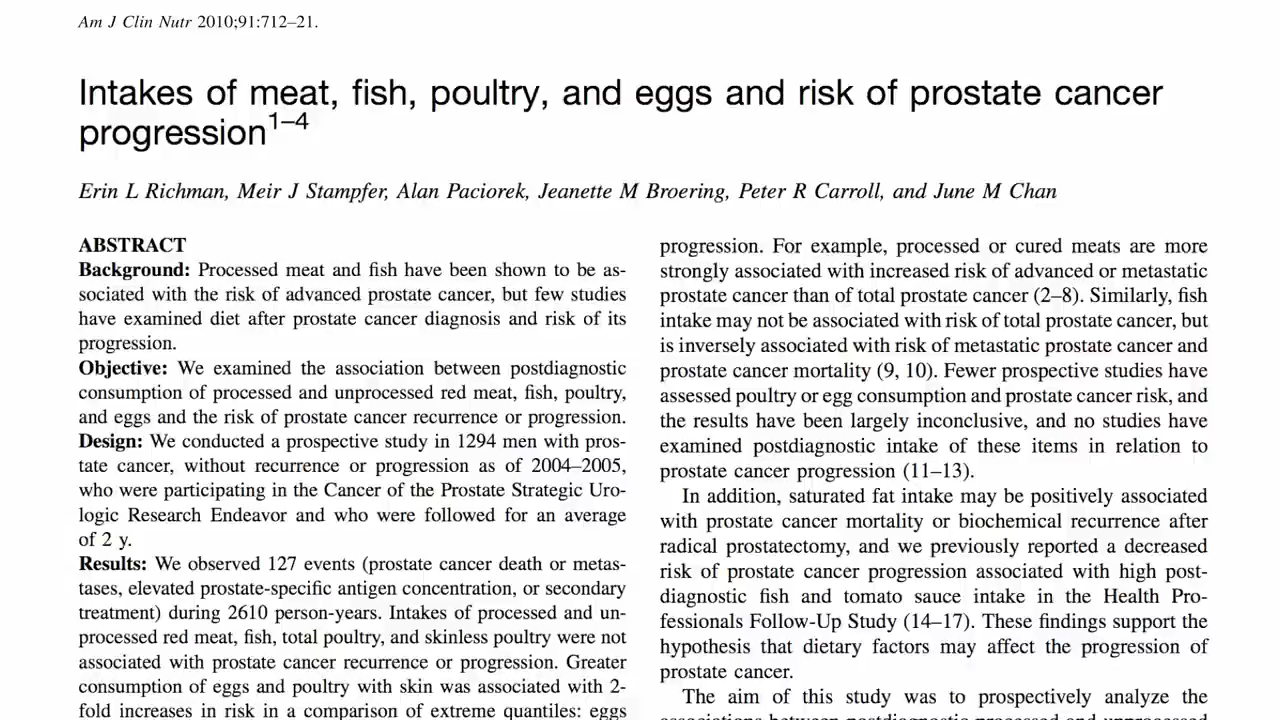 Am J Clin Nutr 2010;91:712–21.
Intakes of meat, fish, poultry, and eggs and risk of prostate cancer
progression1–4
Erin L Richman, Meir J Stampfer, Alan Paciorek, Jeanette M Broering, Peter R Carroll, and June M Chan
ABSTRACT
Background: Processed meat and fish have been shown to be as-
sociated with the risk of advanced prostate cancer, but few studies
have examined diet after prostate cancer diagnosis and risk of its
progression.
Objective: We examined the association between postdiagnostic
consumption of processed and unprocessed red meat, fish, poultry,
and eggs and the risk of prostate cancer recurrence or progression.
Design: We conducted a prospective study in 1294 men with pros-
tate cancer, without recurrence or progression as of 2004–2005,
who were participating in the Cancer of the Prostate Strategic Uro-
logic Research Endeavor and who were followed for an average
of 2 y.
Results: We observed 127 events (prostate cancer death or metas-
tases, elevated prostate-specific antigen concentration, or secondary
treatment) during 2610 person-years. Intakes of processed and un-
processed red meat, fish, total poultry, and skinless poultry were not
associated with prostate cancer recurrence or progression. Greater
consumption of eggs and poultry with skin was associated with 2-
fold increases in risk in a comparison of extreme quantiles: eggs
progression. For example, processed or cured meats are more
strongly associated with increased risk of advanced or metastatic
prostate cancer than of total prostate cancer (2–8). Similarly, fish
intake may not be associated with risk of total prostate cancer, but
is inversely associated with risk of metastatic prostate cancer and
prostate cancer mortality (9, 10). Fewer prospective studies have
assessed poultry or egg consumption and prostate cancer risk, and
the results have been largely inconclusive, and no studies have
examined postdiagnostic intake of these items in relation to
prostate cancer progression (11–13).
In addition, saturated fat intake may be positively associated
with prostate cancer mortality or biochemical recurrence after
radical prostatectomy, and we previously reported a decreased
risk of prostate cancer progression associated with high post-
diagnostic fish and tomato sauce intake in the Health Pro-
fessionals Follow-Up Study (14–17). These findings support the
hypothesis that dietary factors may affect the progression of
prostate cancer.
The aim of this study was to prospectively analyze the
associations between postdiagnostic processed and unprocessed